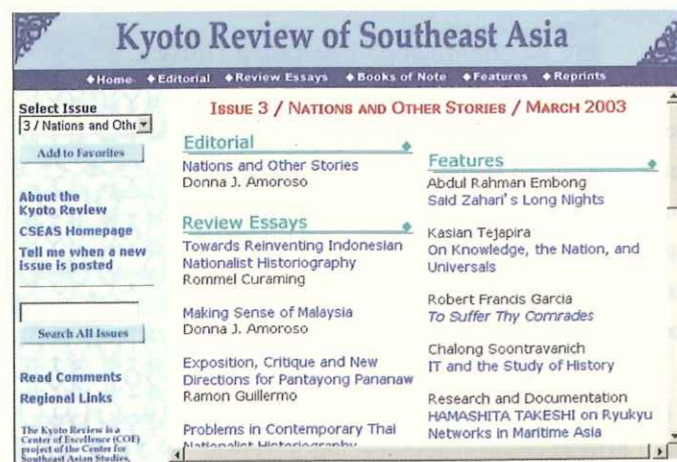 Kyoto Review of Southeast Asia
◆Home ◆Editorial ◆Review Essays ◆Books of Note ◆Features ◆Reprints
Select Issue
3 / Nations and Othe
Add to Favorites
About the
Kyoto Review
CSEAS Homepage
Tell me when a new
issue is posted
Search All Issues
Read Comments
Regional Links
The Kyoto Review is a
Center of Excellence (COE)
project of the Center for
Southeast Asian Studies,
ISSUE 3 / NATIONS AND OTHER STORIES / MARCH 2003
Editorial
Nations and Other Stories
Donna J. Amoroso
Review Essays
Towards Reinventing Indonesian
Nationalist Historiography
Rommel Curaming
Making Sense of Malaysia
Donna J. Amoroso
Exposition, Critique and New
Directions for Pantayong Pananaw
Ramon Guillermo
Problems in Contemporary Thai
Nationalist Historiography
Features
Abdul Rahman Embong
Said Zahari's Long Nights
Kasian Tejapira
On Knowledge, the Nation, and
Universals
Robert Francis Garcia
To Suffer Thy Comrades
Chalong Soontravanich
IT and the Study of History
Research and Documentation
HAMASHITA TAKESHI on Ryukyu
Networks in Maritime Asia